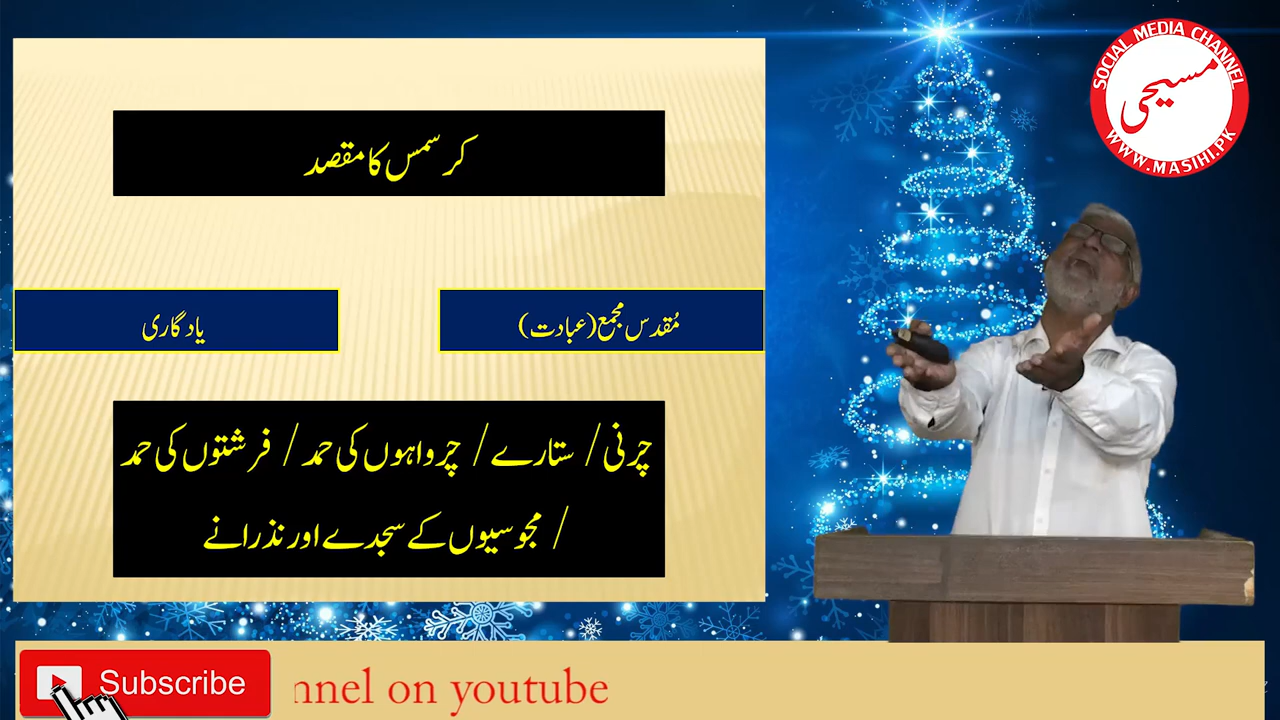 کرسمس کا مقصد
مُقدس مجمع (عبادت)
یادگاری
چرنی / ستارے / چرواہوں کی حمد / فرشتوں کی حمد
/ مجوسیوں کے سجدے اور نذرانے
SOCIAL MEDIA CHANNEL
مسیحی
WWW.MASIHI.PK
Subscribe
nnel on youtube